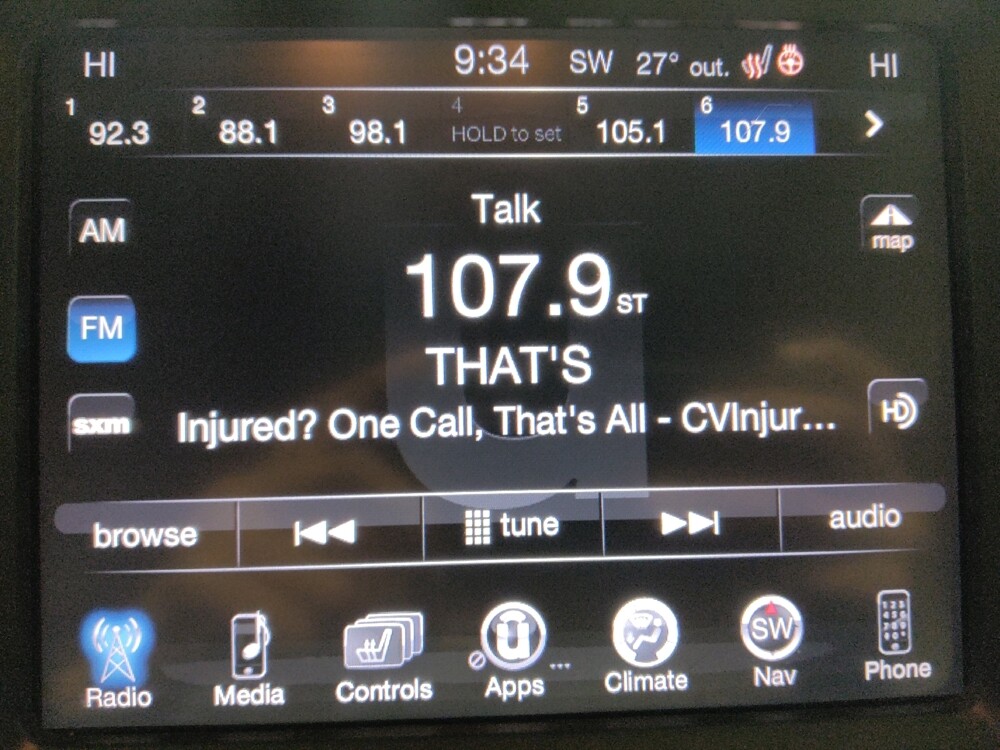 HI 9:34 SW 27° out. HI
1 92.3 2 88.1 3 98.1 4 HOLD to set 5 105.1 6 107.9
Talk
AM
map
107.9 ST
FM
THAT'S
sxm
Injured? One Call, That's All - CVInjur...
HD
browse tune audio
Radio Media Controls Apps ... Climate SW Nav Phone